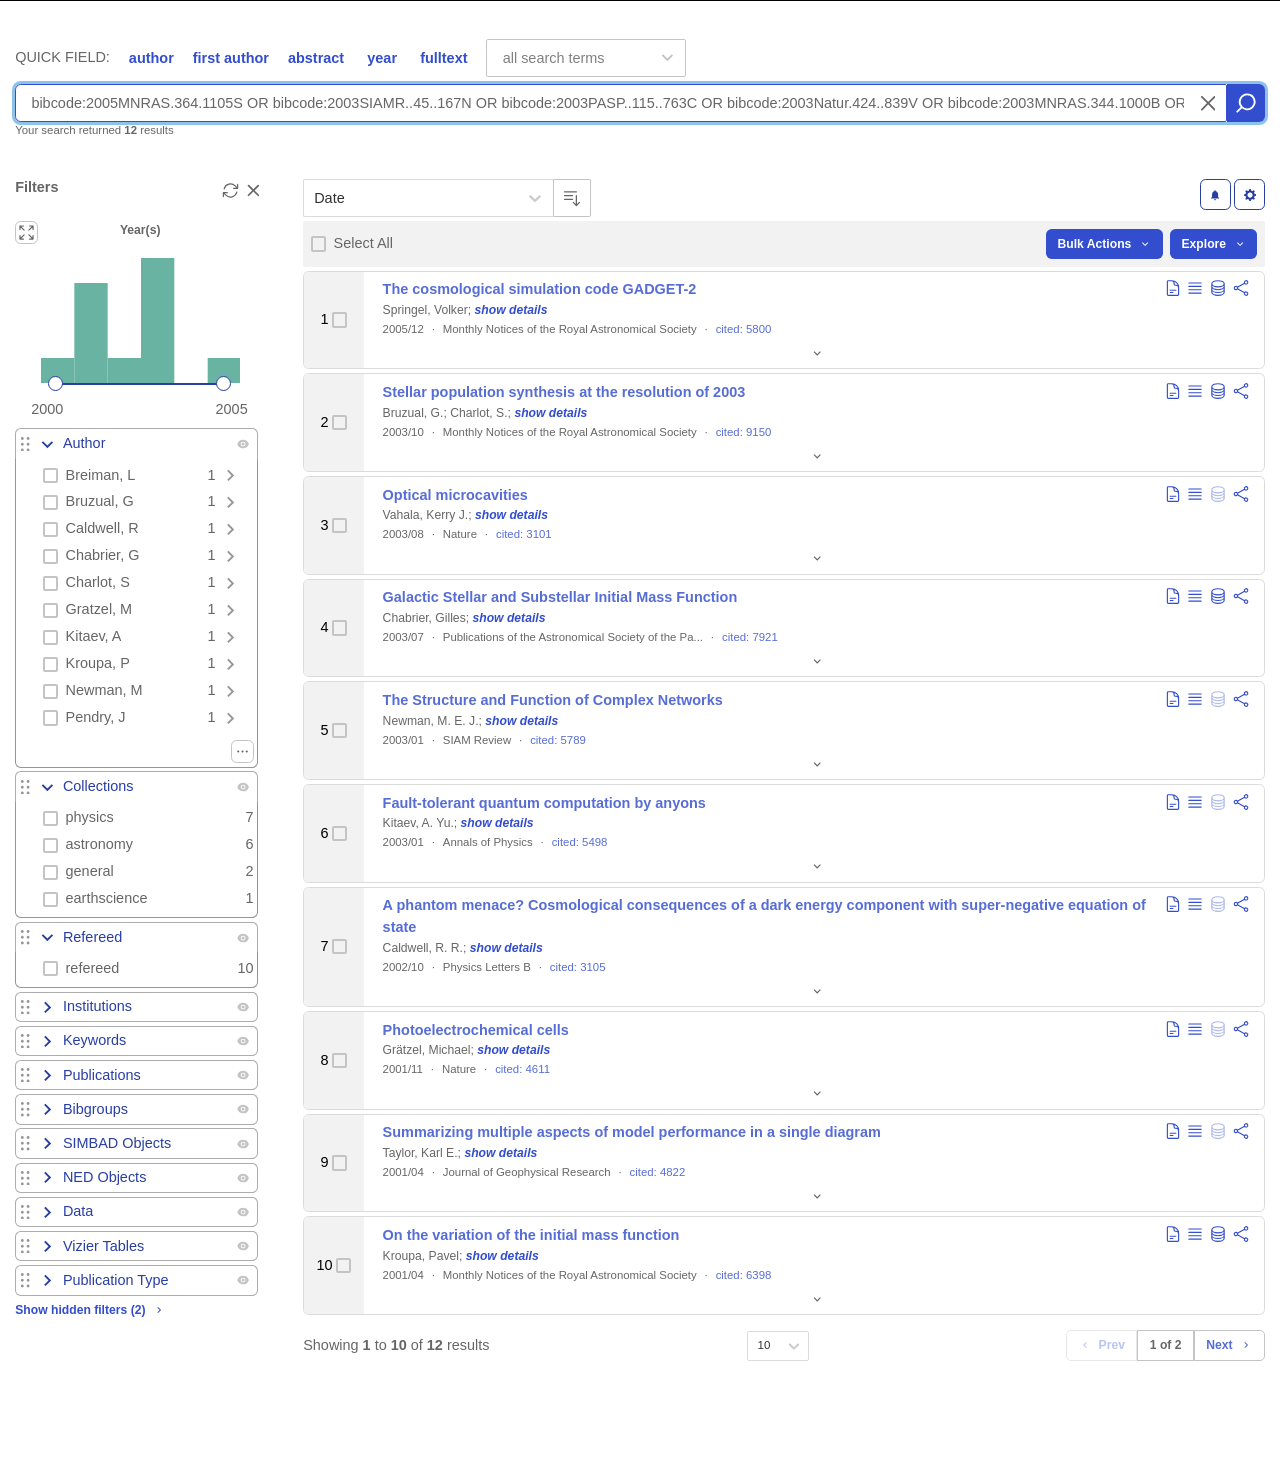 QUICK FIELD: author first author abstract year fulltext all search terms
bibcode:2005MNRAS.364.1105S OR bibcode:2003SIAMR..45..167N OR bibcode:2003PASP..115..763C OR bibcode:2003Natur.424..839V OR bibcode:2003MNRAS.344.1000B OR
Your search returned 12 results
Filters
Year(s)
2000 2005
Author
Breiman, L 1
Bruzual, G 1
Caldwell, R 1
Chabrier, G 1
Charlot, S 1
Gratzel, M 1
Kitaev, A 1
Kroupa, P 1
Newman, M 1
Pendry, J 1
Collections
physics 7
astronomy 6
general 2
earthscience 1
Refereed
refereed 10
Institutions
Keywords
Publications
Bibgroups
SIMBAD Objects
NED Objects
Data
Vizier Tables
Publication Type
Show hidden filters (2)
Date
Select All Bulk Actions Explore
1 The cosmological simulation code GADGET-2
Springel, Volker; show details
2005/12 · Monthly Notices of the Royal Astronomical Society · cited: 5800
2 Stellar population synthesis at the resolution of 2003
Bruzual, G.; Charlot, S.; show details
2003/10 · Monthly Notices of the Royal Astronomical Society · cited: 9150
3 Optical microcavities
Vahala, Kerry J.; show details
2003/08 · Nature · cited: 3101
4 Galactic Stellar and Substellar Initial Mass Function
Chabrier, Gilles; show details
2003/07 · Publications of the Astronomical Society of the Pa... · cited: 7921
5 The Structure and Function of Complex Networks
Newman, M. E. J.; show details
2003/01 · SIAM Review · cited: 5789
6 Fault-tolerant quantum computation by anyons
Kitaev, A. Yu.; show details
2003/01 · Annals of Physics · cited: 5498
7 A phantom menace? Cosmological consequences of a dark energy component with super-negative equation of
state
Caldwell, R. R.; show details
2002/10 · Physics Letters B · cited: 3105
8 Photoelectrochemical cells
Grätzel, Michael; show details
2001/11 · Nature · cited: 4611
9 Summarizing multiple aspects of model performance in a single diagram
Taylor, Karl E.; show details
2001/04 · Journal of Geophysical Research · cited: 4822
10 On the variation of the initial mass function
Kroupa, Pavel; show details
2001/04 · Monthly Notices of the Royal Astronomical Society · cited: 6398
Showing 1 to 10 of 12 results 10 Prev 1 of 2 Next